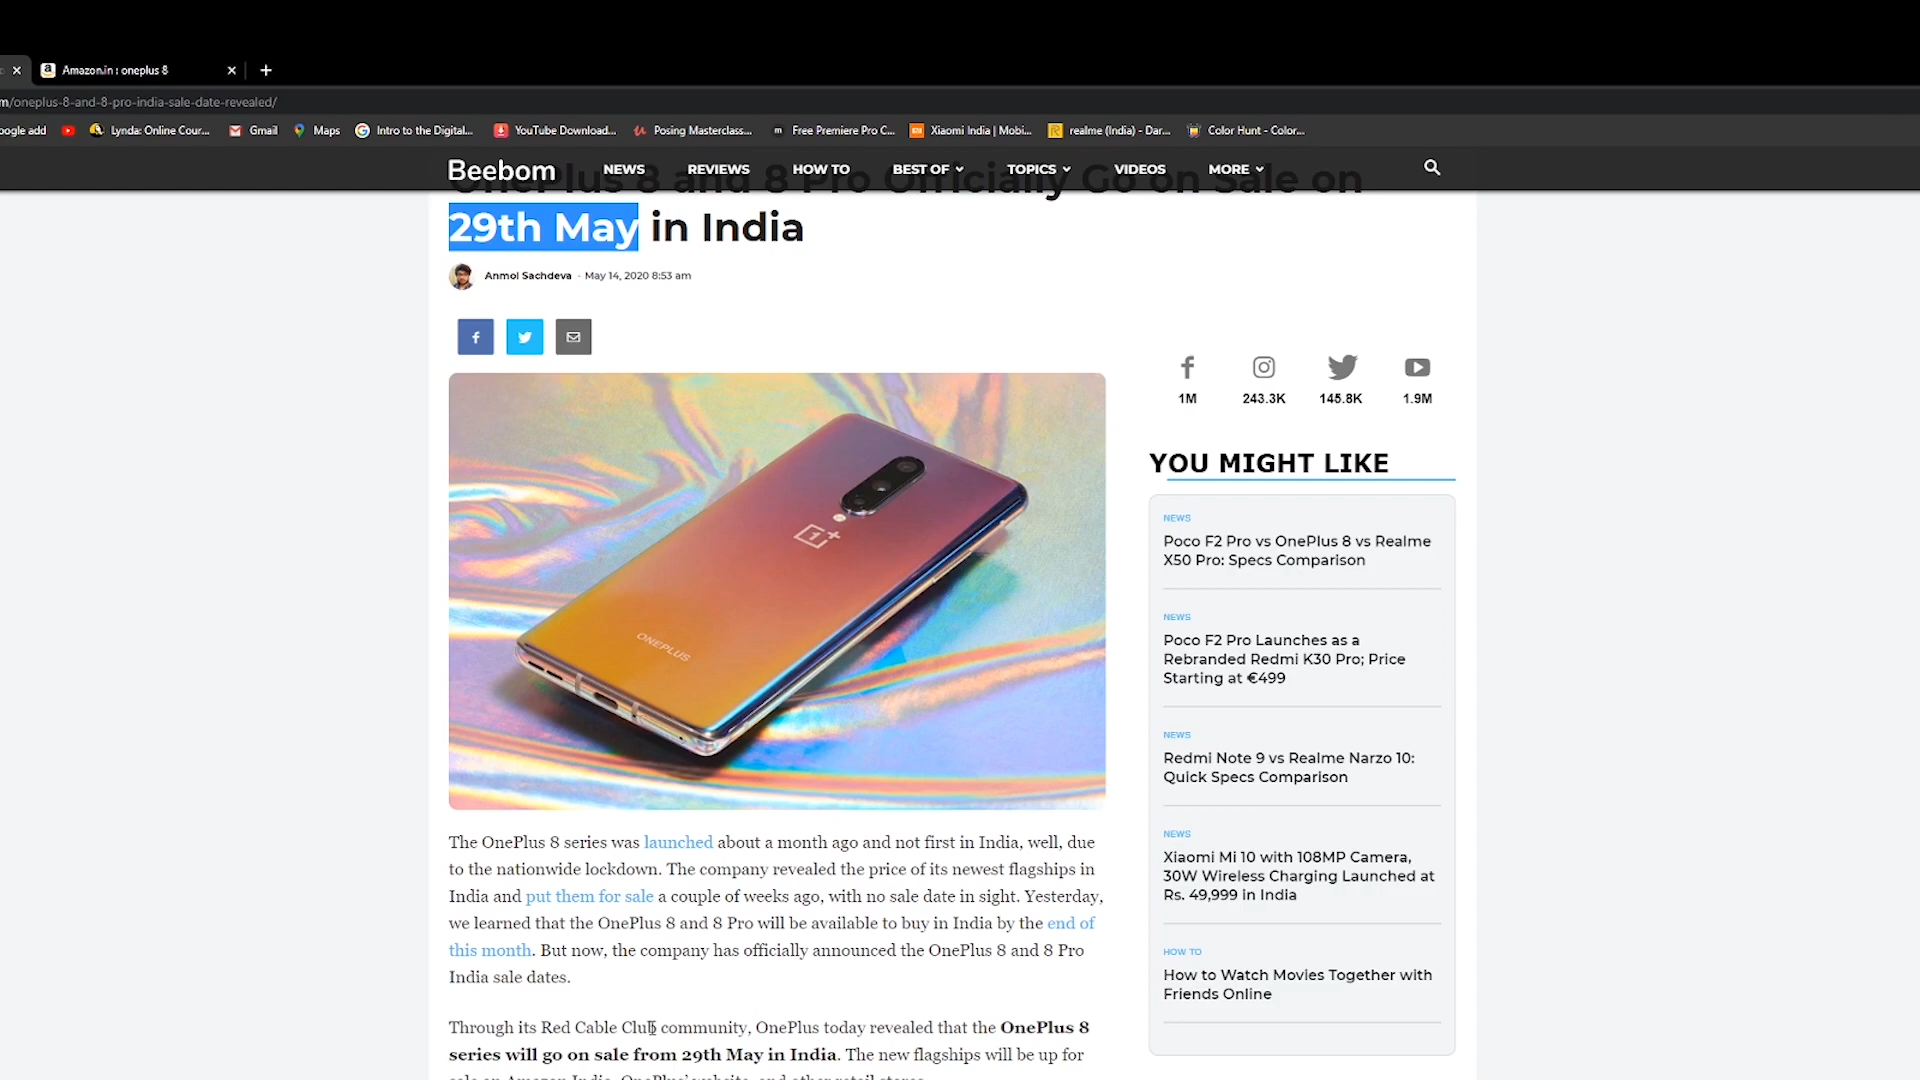 Amazon.in : oneplus 8
m/oneplus-8-and-8-pro-india-sale-date-revealed/
oogle add
Lynda: Online Cour...
Gmail
Maps
Intro to the Digital...
YouTube Download...
Posing Masterclass...
Free Premiere Pro C...
Xiaomi India | Mobi...
realme (India) - Dar...
Color Hunt - Color...
Beebom
NEWS
REVIEWS
HOW TO
BEST OF
TOPICS
VIDEOS
MORE
OnePlus 8 and 8 Pro Officially Go on Sale on
29th May in India
Anmol Sachdeva - May 14, 2020 8:53 am
1M
243.3K
145.8K
1.9M
ONEPLUS
YOU MIGHT LIKE
NEWS
Poco F2 Pro vs OnePlus 8 vs Realme
X50 Pro: Specs Comparison
NEWS
Poco F2 Pro Launches as a
Rebranded Redmi K30 Pro; Price
Starting at €499
NEWS
Redmi Note 9 vs Realme Narzo 10:
Quick Specs Comparison
NEWS
Xiaomi Mi 10 with 108MP Camera,
30W Wireless Charging Launched at
Rs. 49,999 in India
HOW TO
How to Watch Movies Together with
Friends Online
The OnePlus 8 series was launched about a month ago and not first in India, well, due
to the nationwide lockdown. The company revealed the price of its newest flagships in
India and put them for sale a couple of weeks ago, with no sale date in sight. Yesterday,
we learned that the OnePlus 8 and 8 Pro will be available to buy in India by the end of
this month. But now, the company has officially announced the OnePlus 8 and 8 Pro
India sale dates.
Through its Red Cable Club community, OnePlus today revealed that the OnePlus 8
series will go on sale from 29th May in India. The new flagships will be up for
sale on Amazon India, OnePlus' website, and other retail stores.